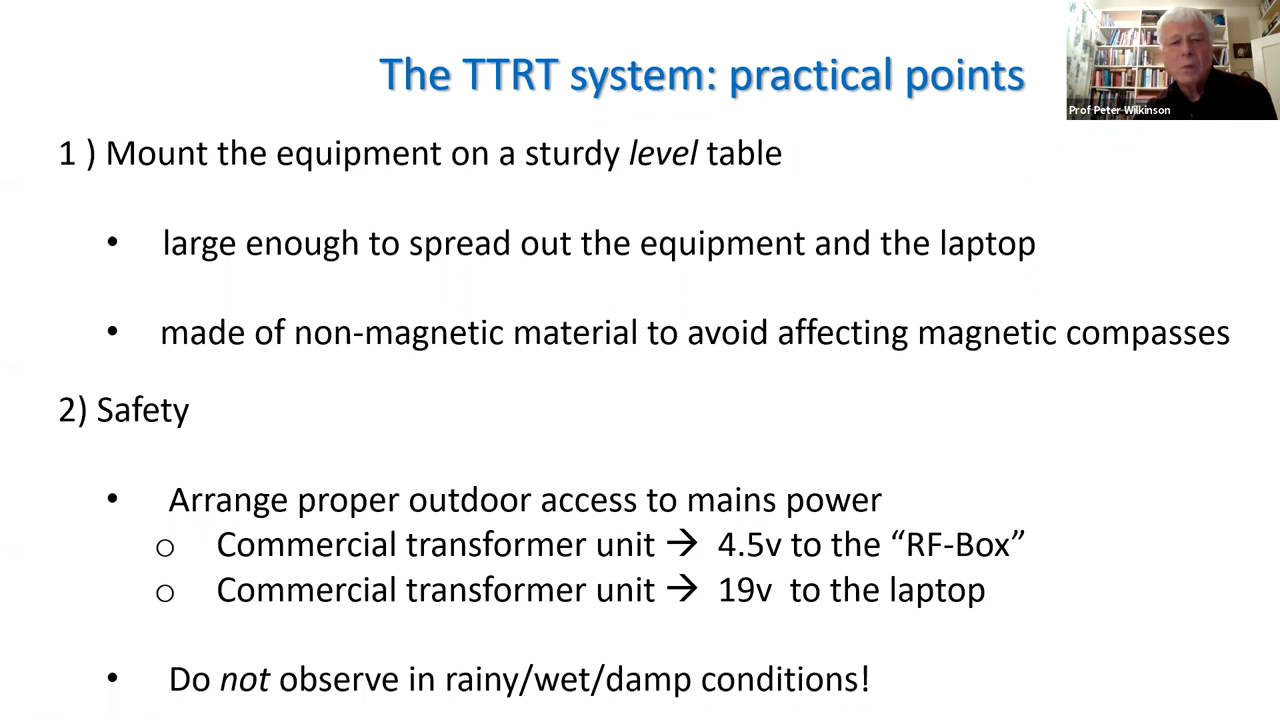 The TTRT system: practical points
Prof Peter Wilkinson
1 ) Mount the equipment on a sturdy level table
• large enough to spread out the equipment and the laptop
• made of non-magnetic material to avoid affecting magnetic compasses
2) Safety
• Arrange proper outdoor access to mains power
o Commercial transformer unit → 4.5v to the “RF-Box”
o Commercial transformer unit → 19v to the laptop
• Do not observe in rainy/wet/damp conditions!